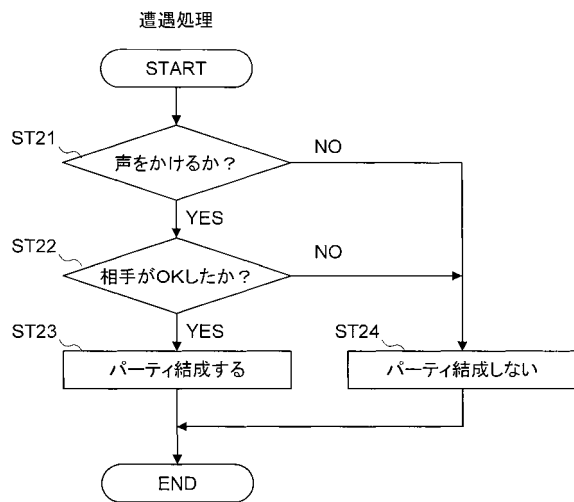 遭遇処理
START
ST21
声をかけるか？
NO
YES
ST22
相手がOKしたか？
NO
YES
ST23
パーティ結成する
ST24
パーティ結成しない
END